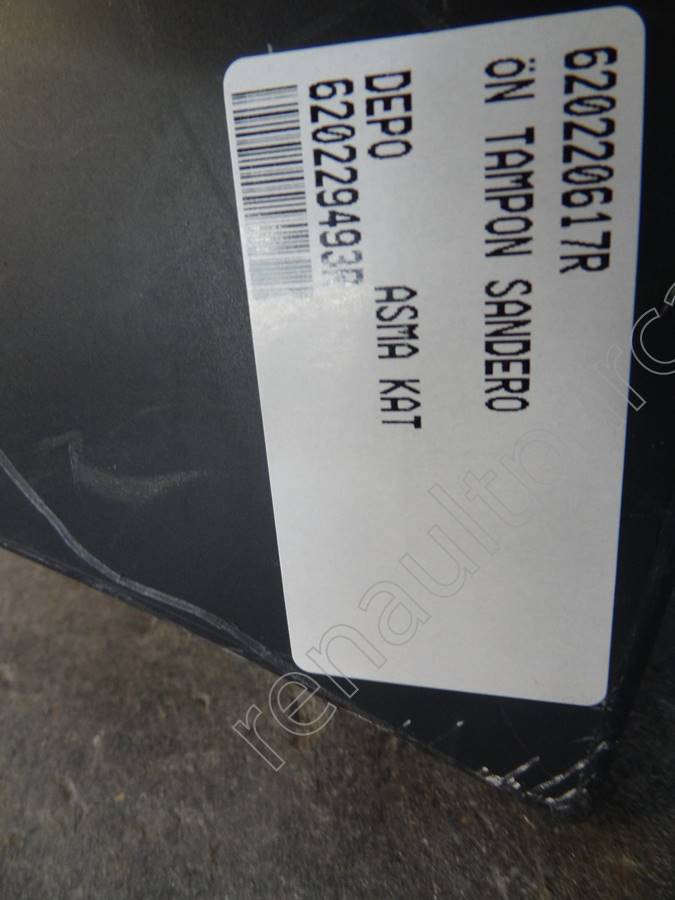 620220617R
öN TAMPON SANDERO
DEPO ASMA KAT
620229493R
renaultparca